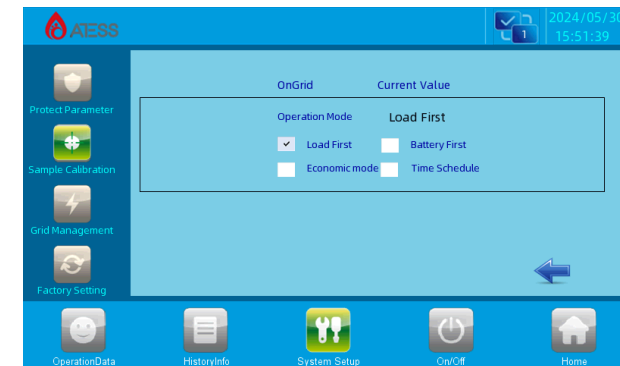 ATESS
1
2024/05/30
15:51:39
Protect Parameter
Sample Calibration
Grid Management
Factory Setting
OnGrid Current Value
Operation Mode Load First
Load First Battery First
Economic mode Time Schedule
OperationData HistoryInfo System Setup On/Off Home